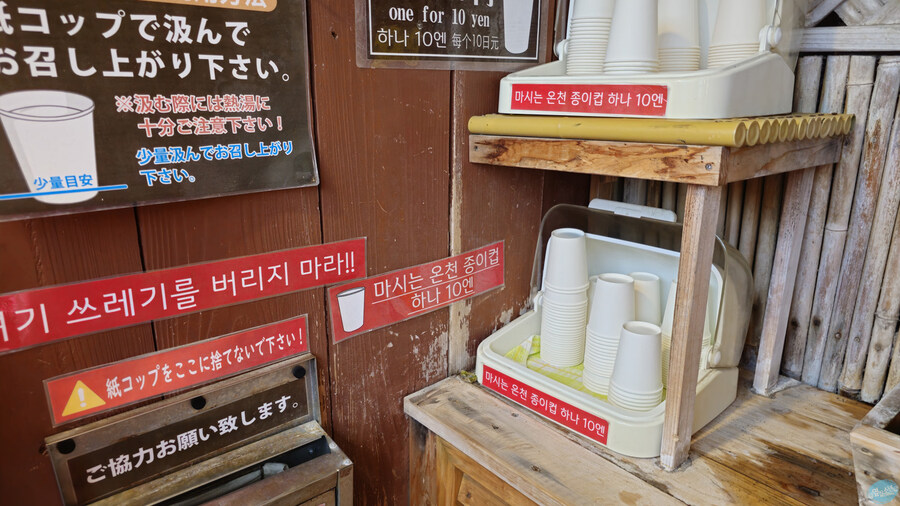 紙コップで汲んで
お召し上がり下さい。
※汲む際には熱湯に
十分ご注意下さい!
少量汲んでお召し上がり
下さい。
少量目安
one for 10 yen
하나 10엔 每个10日元
마시는 온천 종이컵 하나 10엔
쓰레기를 버리지 마라!!
마시는 온천 종이컵
하나 10엔
紙コップをここに捨てないで下さい!
ご協力お願い致します。
마시는 온천 종이컵 하나 10엔